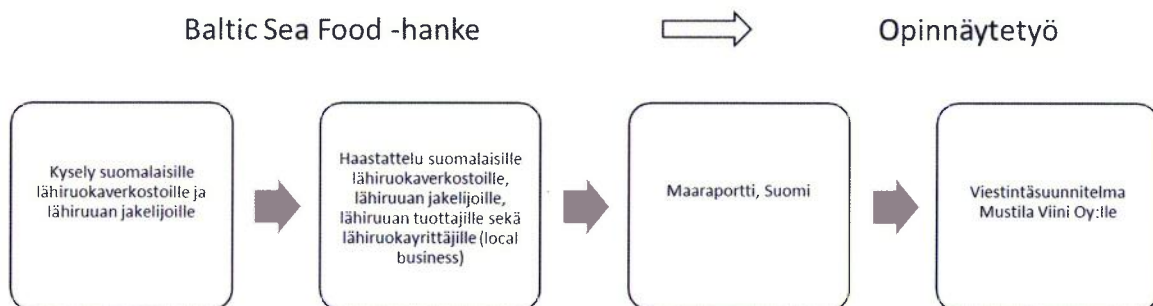 Baltic Sea Food -hanke
Opinnäytetyö
Kysely suomalaisille
lähiruokaverkostoille ja
lähiruuan jakelijoille
Haastattelu suomalaisille
lähiruokaverkostoille,
lähiruuan jakelijoille,
lähiruuan tuottajille sekä
lähiruokayrittäjille (local
business)
Maaraportti, Suomi
Viestintäsuunnitelma
Mustila Viini Oy:lle